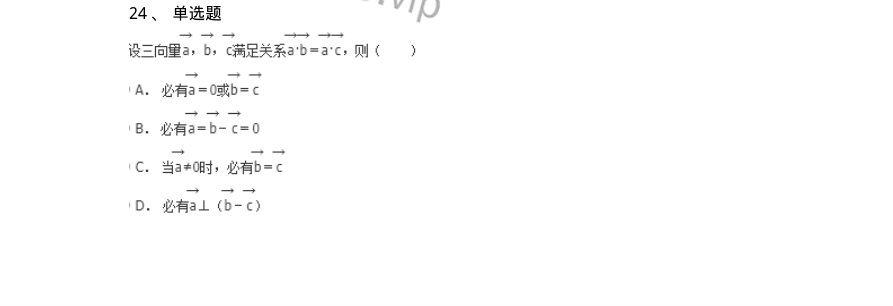 .vip
24 、 单选题
设三向量a→, b→, c→满足关系a→·b→=a→·c→, 则（  ）
A. 必有a→=0或b→=c→
B. 必有a→=b→-c→=0
C. 当a→≠0时, 必有b→=c→
D. 必有a→⊥（b→-c→）